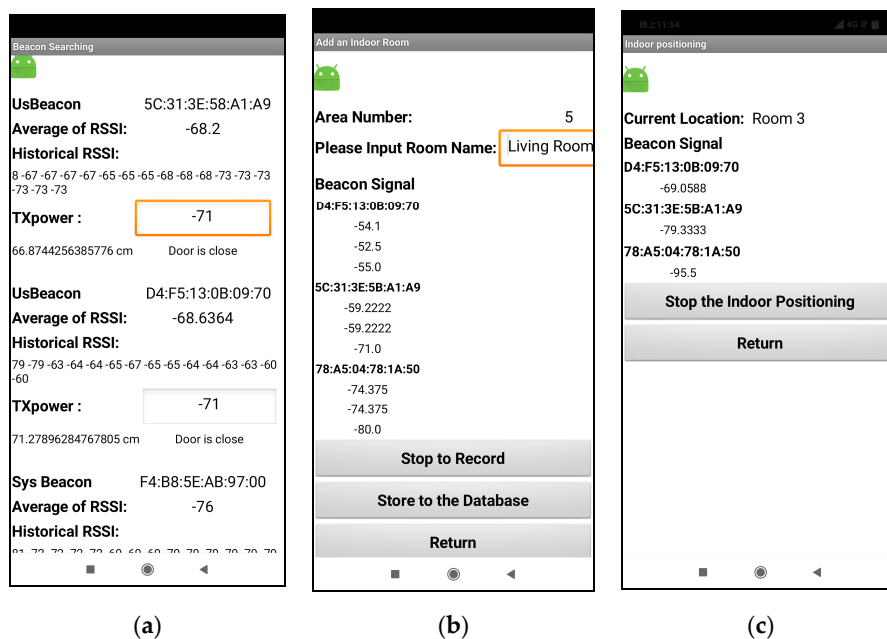 Beacon Searching
UsBeacon 5C:31:3E:58:A1:A9
Average of RSSI: -68.2
Historical RSSI:
8 -67 -67 -67 -67 -65 -65 -65 -68 -68 -68 -73 -73 -73
-73 -73 -73
TXpower : -71
66.8744256385776 cm Door is close
UsBeacon D4:F5:13:0B:09:70
Average of RSSI: -68.6364
Historical RSSI:
79 -79 -63 -64 -64 -65 -67 -65 -65 -64 -64 -63 -63 -60
-60
TXpower : -71
71.27896284767805 cm Door is close
Sys Beacon F4:B8:5E:AB:97:00
Average of RSSI: -76
Historical RSSI:
(a)
Add an Indoor Room
Area Number: 5
Please Input Room Name: Living Room
Beacon Signal
D4:F5:13:0B:09:70
-54.1
-52.5
-55.0
5C:31:3E:5B:A1:A9
-59.2222
-59.2222
-71.0
78:A5:04:78:1A:50
-74.375
-74.375
-80.0
Stop to Record
Store to the Database
Return
(b)
晚上11:54 4G
Indoor positioning
Current Location: Room 3
Beacon Signal
D4:F5:13:0B:09:70
-69.0588
5C:31:3E:5B:A1:A9
-79.3333
78:A5:04:78:1A:50
-95.5
Stop the Indoor Positioning
Return
(c)